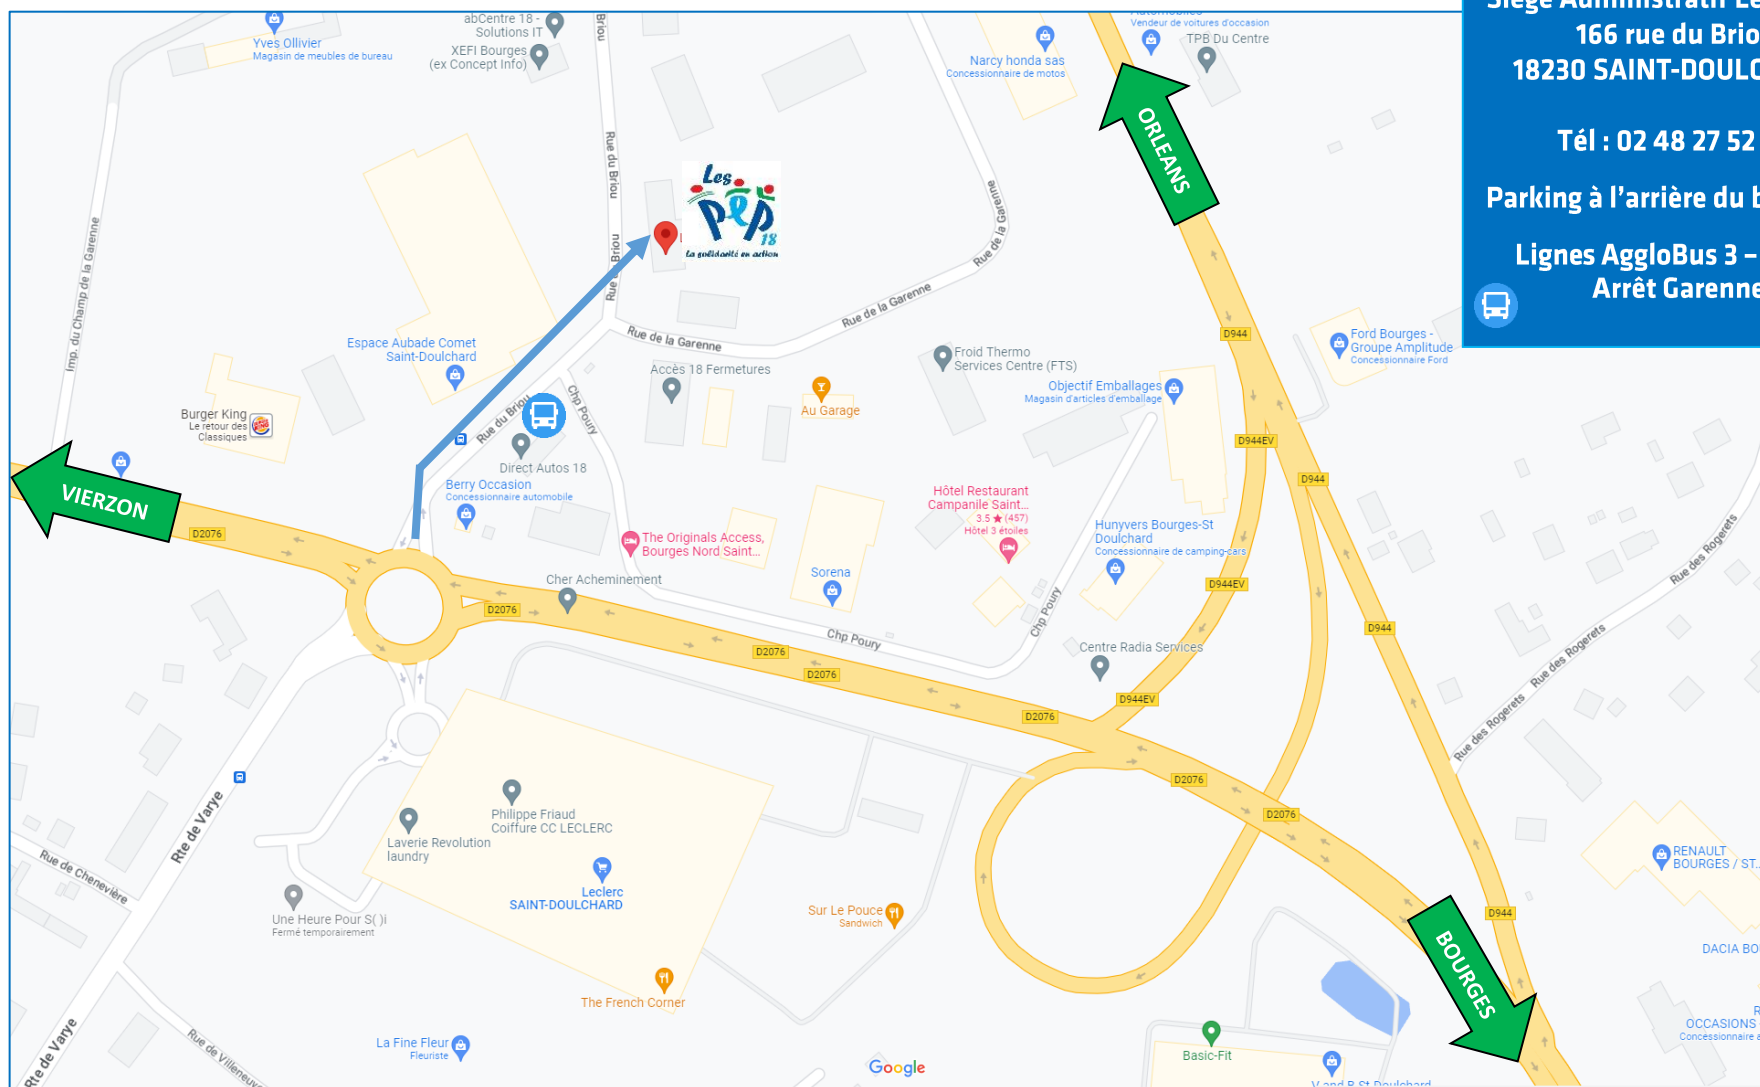 Siège Administratif Le
166 rue du Brio
18230 SAINT-DOULC
Tél : 02 48 27 52
Parking à l'arrière du b
Lignes AggloBus 3 –
Arrêt Garenne
abCentre 18 -
Solutions IT
XEFI Bourges
(ex Concept Info)
Yves Ollivier
Magasin de meubles de bureau
Briou
Narcy honda sas
Concessionnaire de motos
Vendeur de voitures d'occasion
TPB Du Centre
ORLEANS
Les
PEP
18
La solidarité en action
Rue du Briou
Rue de la Garenne
Imp. du Champ de la Garenne
Rue de la Garenne
Rue de la Garenne
Espace Aubade Comet
Saint-Doulchard
Accès 18 Fermetures
Au Garage
Froid Thermo
Services Centre (FTS)
Objectif Emballages
Magasin d'articles d'emballage
D944
Ford Bourges -
Groupe Amplitude
Concessionnaire Ford
Burger King
Le retour des
Classiques
Rue du Briou
Chp Poury
Direct Autos 18
Berry Occasion
Concessionnaire automobile
VIERZON
D2076
D944EV
D944
Hôtel Restaurant
Campanile Saint...
3.5 ★ (457)
Hôtel 3 étoiles
Hunyvers Bourges-St
Doulchard
Concessionnaire de camping-cars
The Originals Access,
Bourges Nord Saint...
Sorena
Cher Acheminement
D2076
D944EV
Chp Poury
Chp Poury
D944
Rue des Rogerets
Rue des Rogerets
Rue des Rogerets
Centre Radia Services
D2076
D2076
D944EV
D2076
D2076
D2076
Philippe Friaud
Coiffure CC LECLERC
Laverie Revolution
laundry
Leclerc
SAINT-DOULCHARD
Rte de Varye
Rue de Chenevière
Une Heure Pour S( )i
Fermé temporairement
Sur Le Pouce
Sandwich
The French Corner
RENAULT
BOURGES / ST...
D944
DACIA BO
BOURGES
OCCASIONS
Concessionnaire a
La Fine Fleur
Fleuriste
Rte de Varye
Rue de Villeneuve
Google
Basic-Fit
V and B St Doulchard